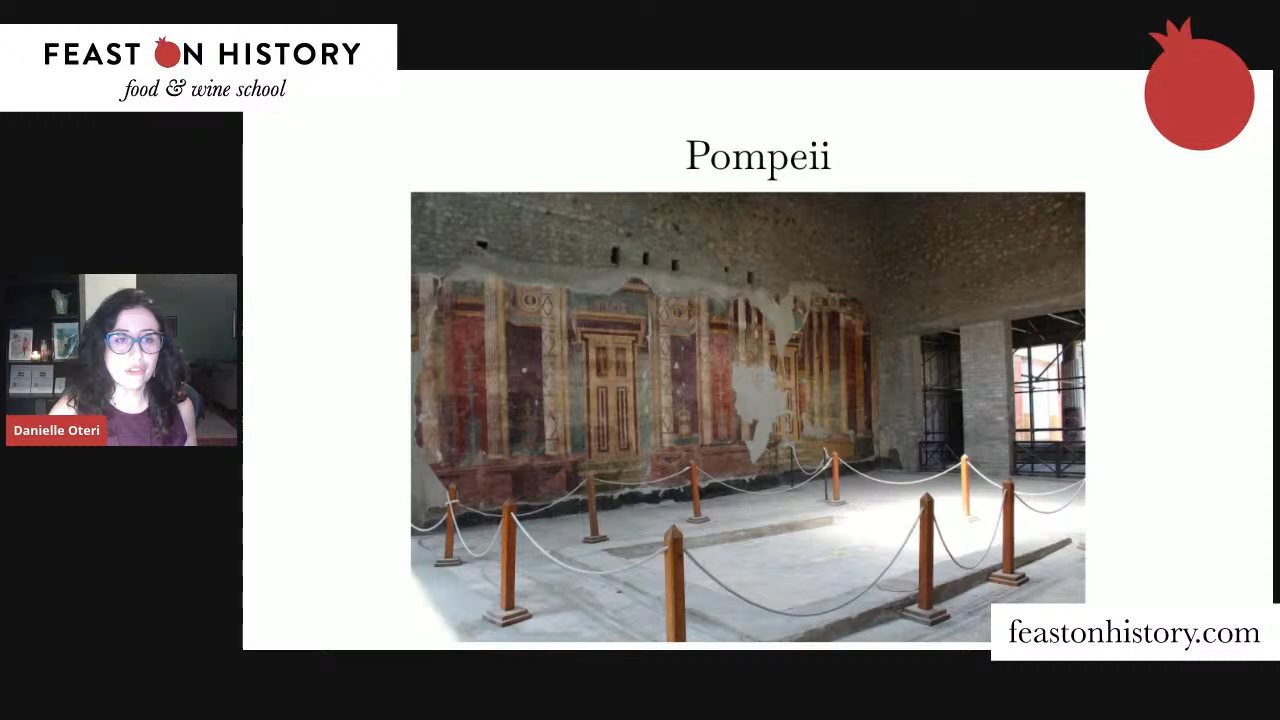 FEAST ON HISTORY
food & wine school
Pompeii
Danielle Oteri
feastonhistory.com